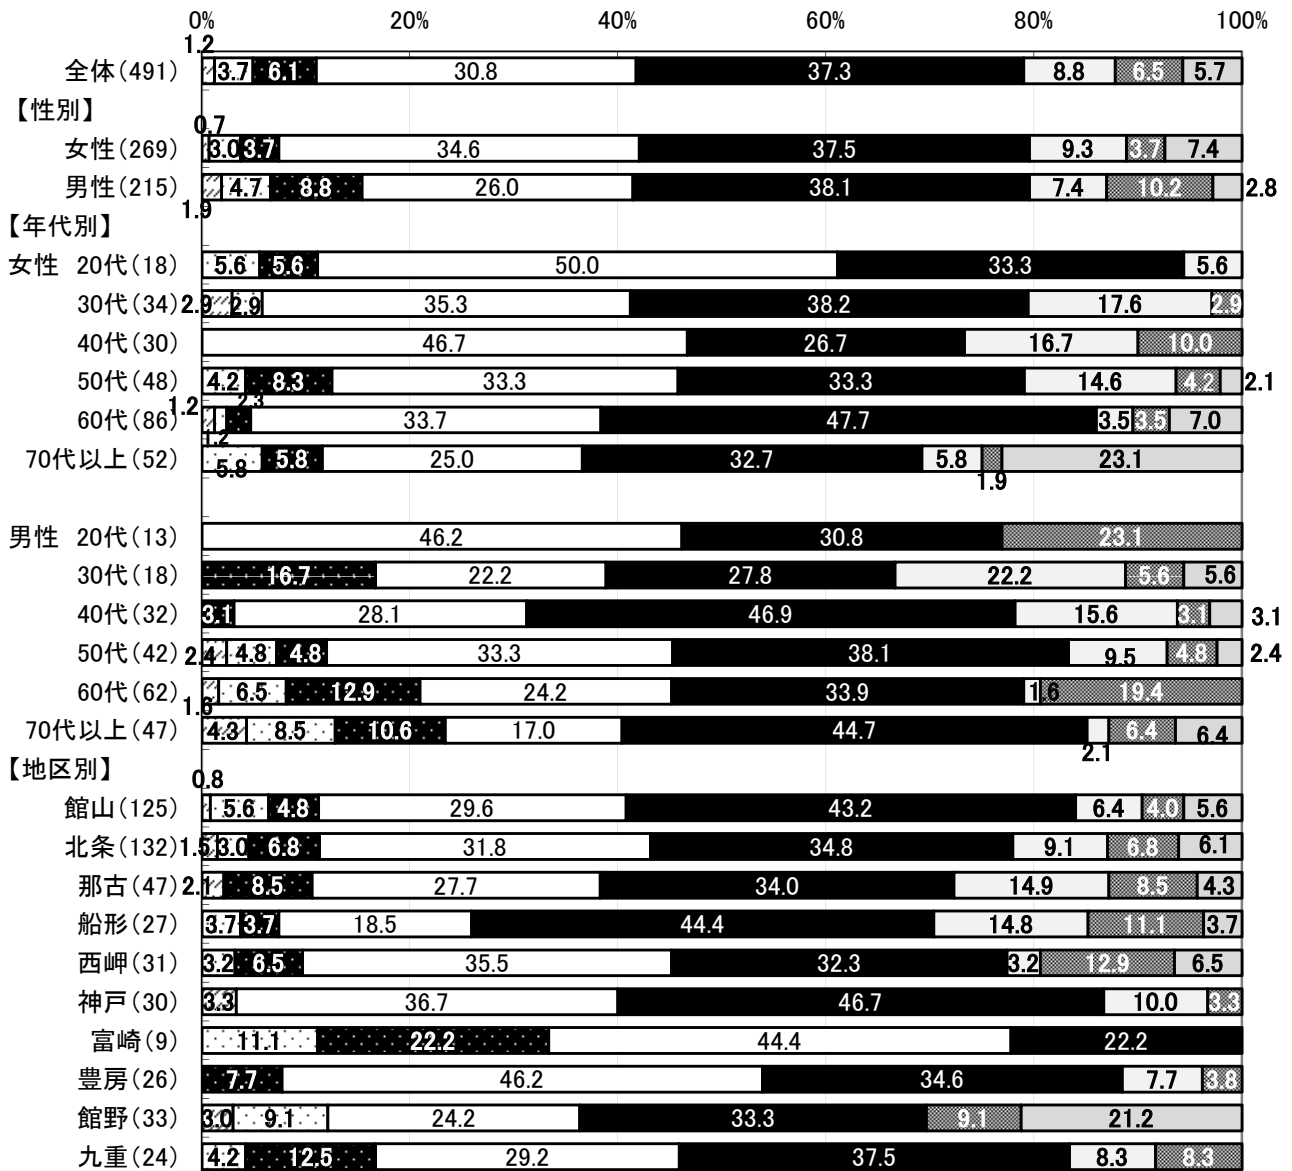 0% 20% 40% 60% 80% 100%
1.2
全体(491) 3.7 6.1 30.8 37.3 8.8 6.5 5.7
【性別】
0.7
女性(269) 3.0 3.7 34.6 37.5 9.3 3.7 7.4
男性(215) 4.7 8.8 26.0 38.1 7.4 10.2 2.8
1.9
【年代別】
女性 20代(18) 5.6 5.6 50.0 33.3 5.6
30代(34) 2.9 2.9 35.3 38.2 17.6 2.9
40代(30) 46.7 26.7 16.7 10.0
50代(48) 4.2 8.3 33.3 33.3 14.6 4.2 2.1
1.2 2.3
60代(86) 33.7 47.7 3.5 3.5 7.0
1.2
70代以上(52) 5.8 5.8 25.0 32.7 5.8 23.1
1.9
男性 20代(13) 46.2 30.8 23.1
30代(18) 16.7 22.2 27.8 22.2 5.6 5.6
40代(32) 3.1 28.1 46.9 15.6 3.1 3.1
50代(42) 2.4 4.8 4.8 33.3 38.1 9.5 4.8 2.4
60代(62) 6.5 12.9 24.2 33.9 1.6 19.4
1.6
70代以上(47) 4.3 8.5 10.6 17.0 44.7 6.4 6.4
2.1
【地区別】
0.8
館山(125) 5.6 4.8 29.6 43.2 6.4 4.0 5.6
北条(132) 1.5 3.0 6.8 31.8 34.8 9.1 6.8 6.1
那古(47) 2.1 8.5 27.7 34.0 14.9 8.5 4.3
船形(27) 3.7 3.7 18.5 44.4 14.8 11.1 3.7
西岬(31) 3.2 6.5 35.5 32.3 3.2 12.9 6.5
神戸(30) 3.3 36.7 46.7 10.0 3.3
富崎(9) 11.1 22.2 44.4 22.2
豊房(26) 7.7 46.2 34.6 7.7 3.8
館野(33) 3.0 9.1 24.2 33.3 9.1 21.2
九重(24) 4.2 12.5 29.2 37.5 8.3 8.3